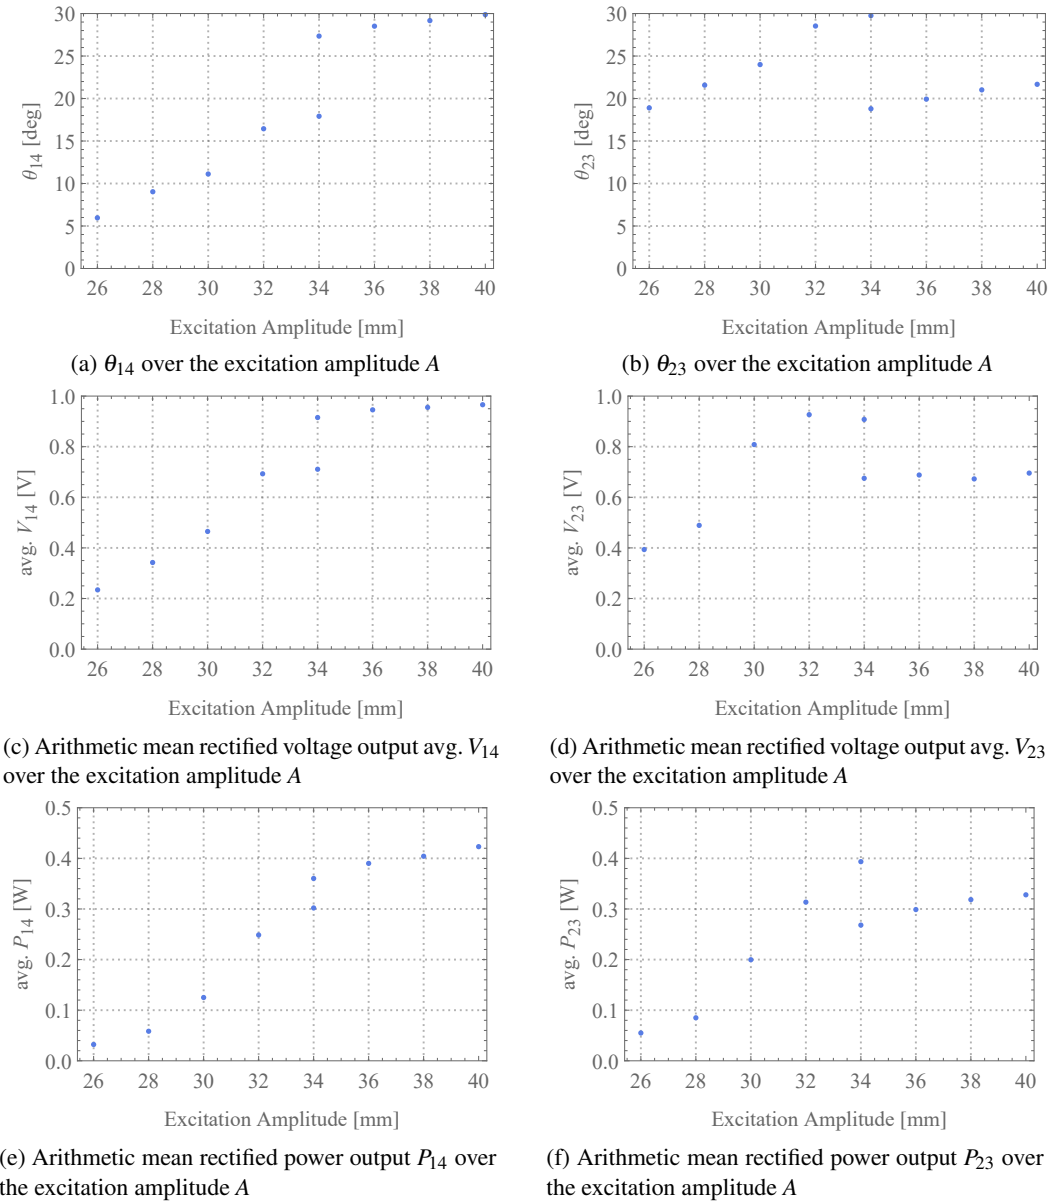 30
25
20
15
10
5
0
θ14 [deg]
26 28 30 32 34 36 38 40
Excitation Amplitude [mm]
(a) θ14 over the excitation amplitude A
30
25
20
15
10
5
0
θ23 [deg]
26 28 30 32 34 36 38 40
Excitation Amplitude [mm]
(b) θ23 over the excitation amplitude A
1.0
0.8
0.6
0.4
0.2
0.0
avg. V14 [V]
26 28 30 32 34 36 38 40
Excitation Amplitude [mm]
(c) Arithmetic mean rectified voltage output avg. V14
over the excitation amplitude A
1.0
0.8
0.6
0.4
0.2
0.0
avg. V23 [V]
26 28 30 32 34 36 38 40
Excitation Amplitude [mm]
(d) Arithmetic mean rectified voltage output avg. V23
over the excitation amplitude A
0.5
0.4
0.3
0.2
0.1
0.0
avg. P14 [W]
26 28 30 32 34 36 38 40
Excitation Amplitude [mm]
(e) Arithmetic mean rectified power output P14 over
the excitation amplitude A
0.5
0.4
0.3
0.2
0.1
0.0
avg. P23 [W]
26 28 30 32 34 36 38 40
Excitation Amplitude [mm]
(f) Arithmetic mean rectified power output P23 over
the excitation amplitude A